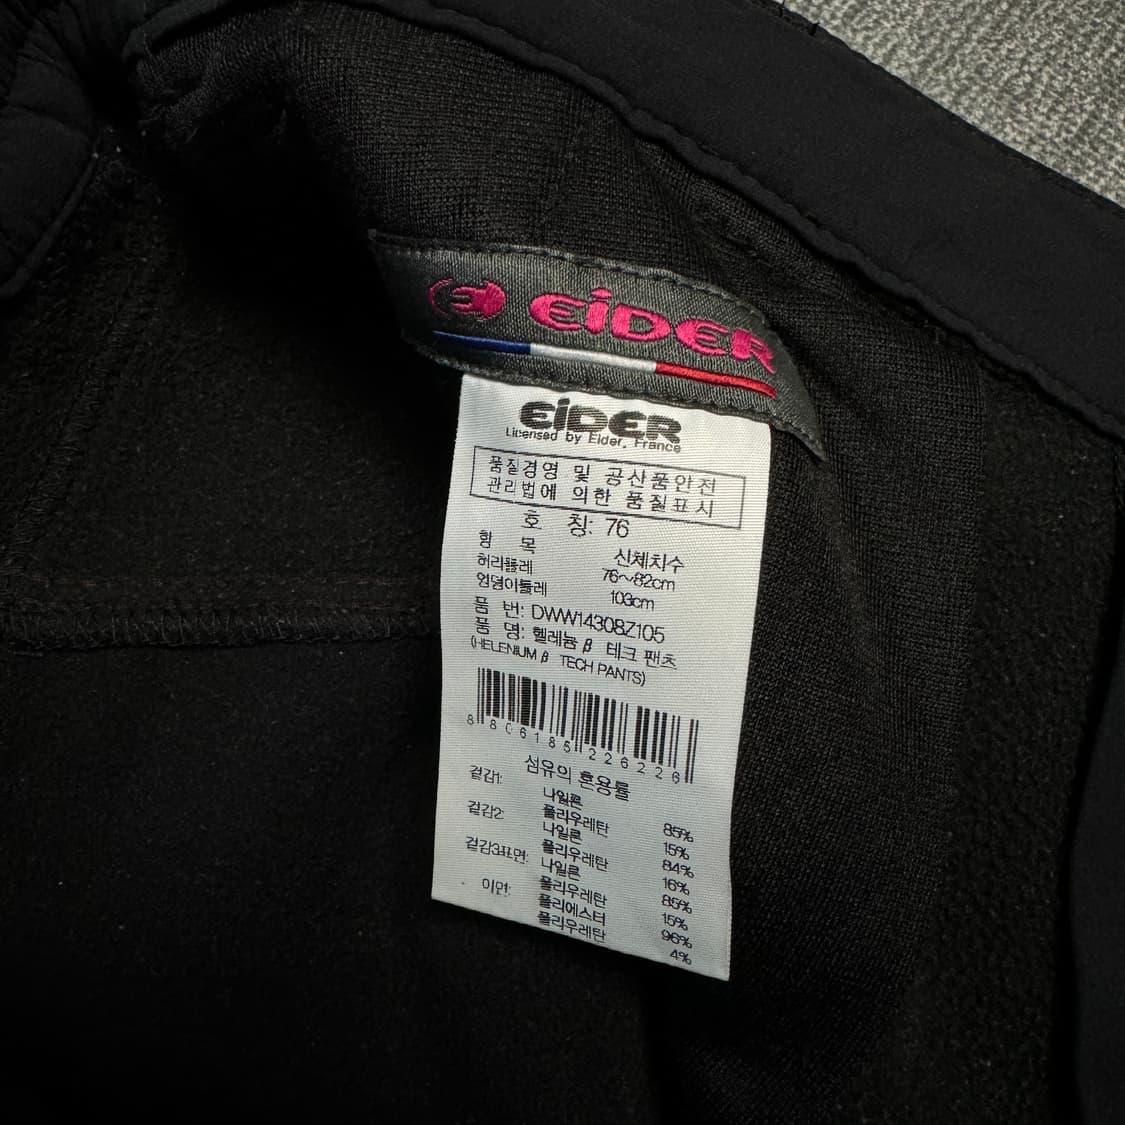 EiDER
EiDER
Licensed by Eider, France
품질경영 및 공산품안전
관리법에 의한 품질표시
호 칭: 76
항 목 신체치수
허리둘레 76~82cm
엉덩이둘레 103cm
품 번: DWW14308Z105
품 명: 헬레늄 β 테크 팬츠
(HELENIUM β TECH PANTS)
8 806185 226226
섬유의 혼용률
겉감1: 나일론 85%
폴리우레탄 15%
겉감2: 나일론 84%
폴리우레탄 16%
겉감3표면: 나일론 85%
폴리우레탄 15%
이면: 폴리에스터 96%
폴리우레탄 4%